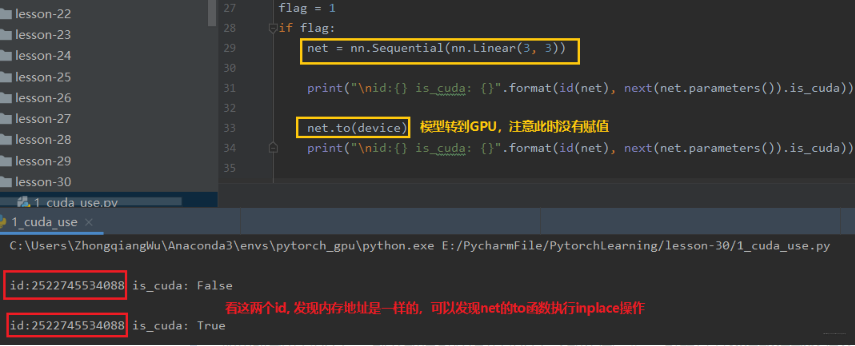 lesson-22
lesson-23
lesson-24
lesson-25
lesson-26
lesson-27
lesson-28
lesson-29
lesson-30
1_cuda_use.py
27 flag = 1
28 if flag:
29 net = nn.Sequential(nn.Linear(3, 3))
30
31 print("\nid:{} is_cuda: {}".format(id(net), next(net.parameters()).is_cuda))
32
33 net.to(device) 模型转到GPU，注意此时没有赋值
34 print("\nid:{} is_cuda: {}".format(id(net), next(net.parameters()).is_cuda))
35
1_cuda_use ×
C:\Users\ZhongqiangWu\Anaconda3\envs\pytorch_gpu\python.exe E:/PycharmFile/PytorchLearning/lesson-30/1_cuda_use.py
id:2522745534088 is_cuda: False
看这两个id, 发现内存地址是一样的，可以发现net的to函数执行inplace操作
id:2522745534088 is_cuda: True